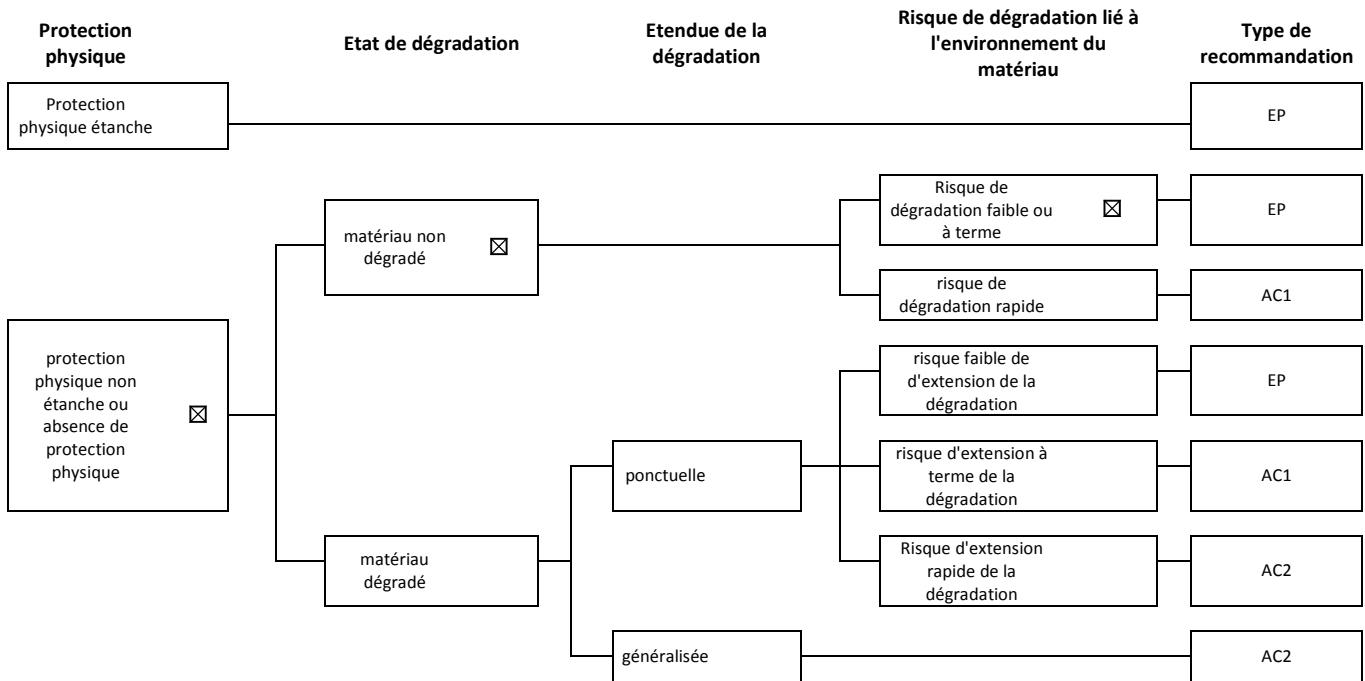 Protection
physique
Etat de dégradation
Etendue de la
dégradation
Risque de dégradation lié à
l'environnement du
matériau
Type de
recommandation
Protection
physique étanche
EP
protection
physique non
étanche ou
absence de
protection
physique
☒
matériau non
dégradé
☒
Risque de
dégradation faible ou
à terme
☒
EP
risque de
dégradation rapide
AC1
matériau
dégradé
ponctuelle
risque faible de
d'extension de la
dégradation
EP
risque d'extension à
terme de la
dégradation
AC1
Risque d'extension
rapide de la
dégradation
AC2
généralisée
AC2